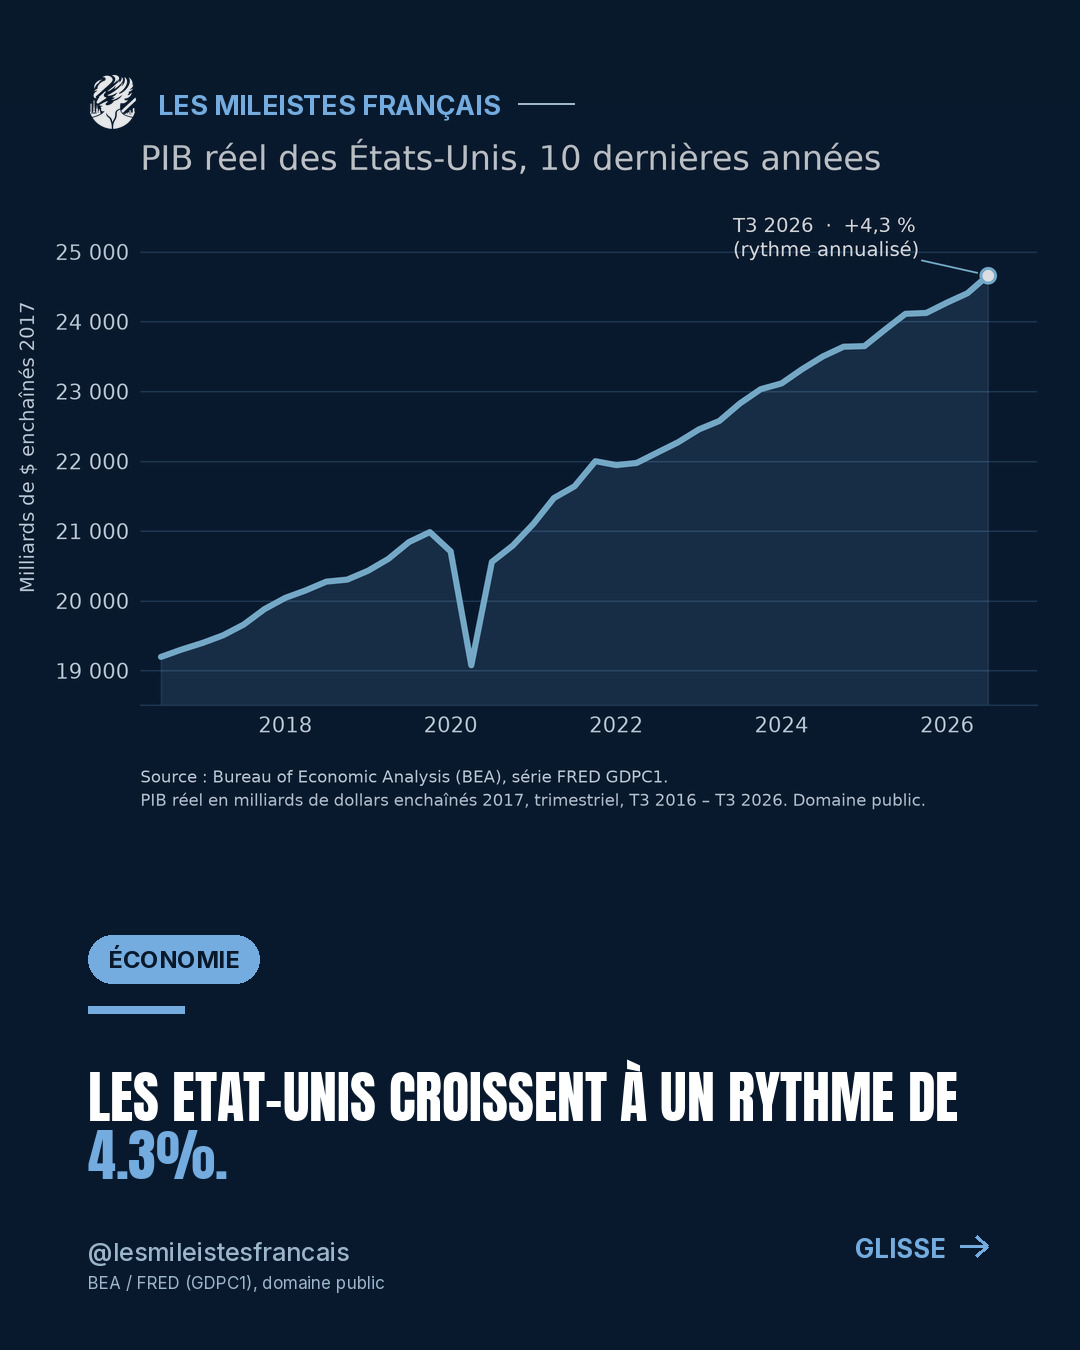 LES MILEISTES FRANÇAIS
PIB réel des États-Unis, 10 dernières années
T3 2026 · +4,3 %
(rythme annualisé)
25 000
24 000
23 000
22 000
21 000
20 000
19 000
Milliards de $ enchaînés 2017
2018 2020 2022 2024 2026
Source : Bureau of Economic Analysis (BEA), série FRED GDPC1.
PIB réel en milliards de dollars enchaînés 2017, trimestriel, T3 2016 – T3 2026. Domaine public.
ÉCONOMIE
LES ETAT-UNIS CROISSENT À UN RYTHME DE
4.3%.
@lesmileistesfrancais
GLISSE →
BEA / FRED (GDPC1), domaine public